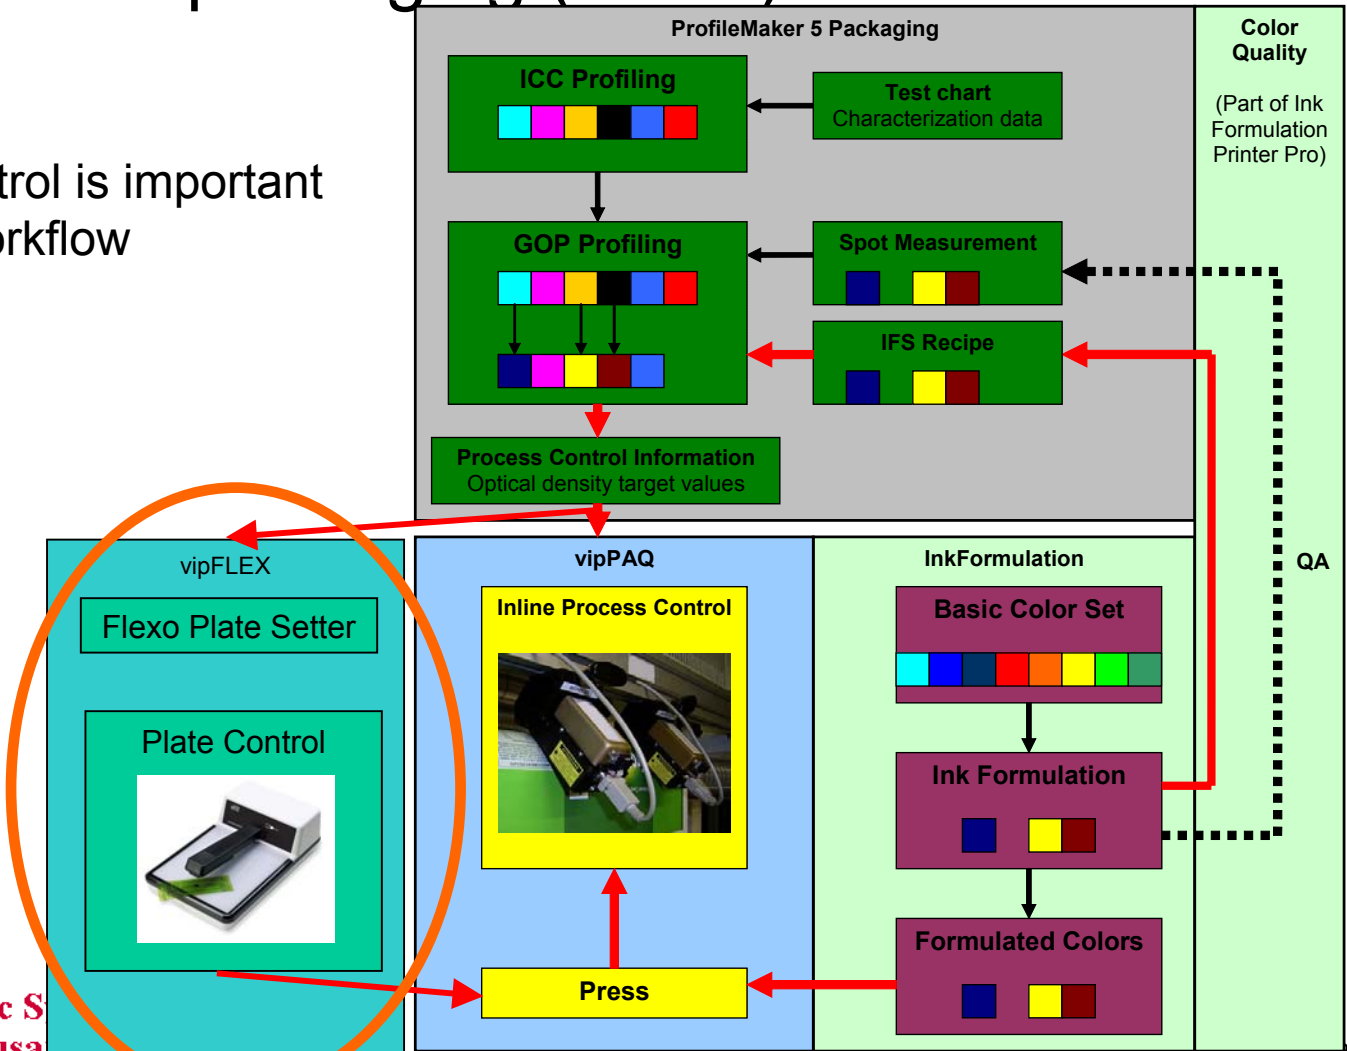 ProfileMaker 5 Packaging
ICC Profiling
Test chart
Characterization data
GOP Profiling
Spot Measurement
IFS Recipe
Process Control Information
Optical density target values
Color
Quality
(Part of Ink
Formulation
Printer Pro)
QA
is important
vipFLEX
Flexo Plate Setter
Plate Control
vipPAQ
Inline Process Control
Press
InkFormulation
Basic Color Set
Ink Formulation
Formulated Colors